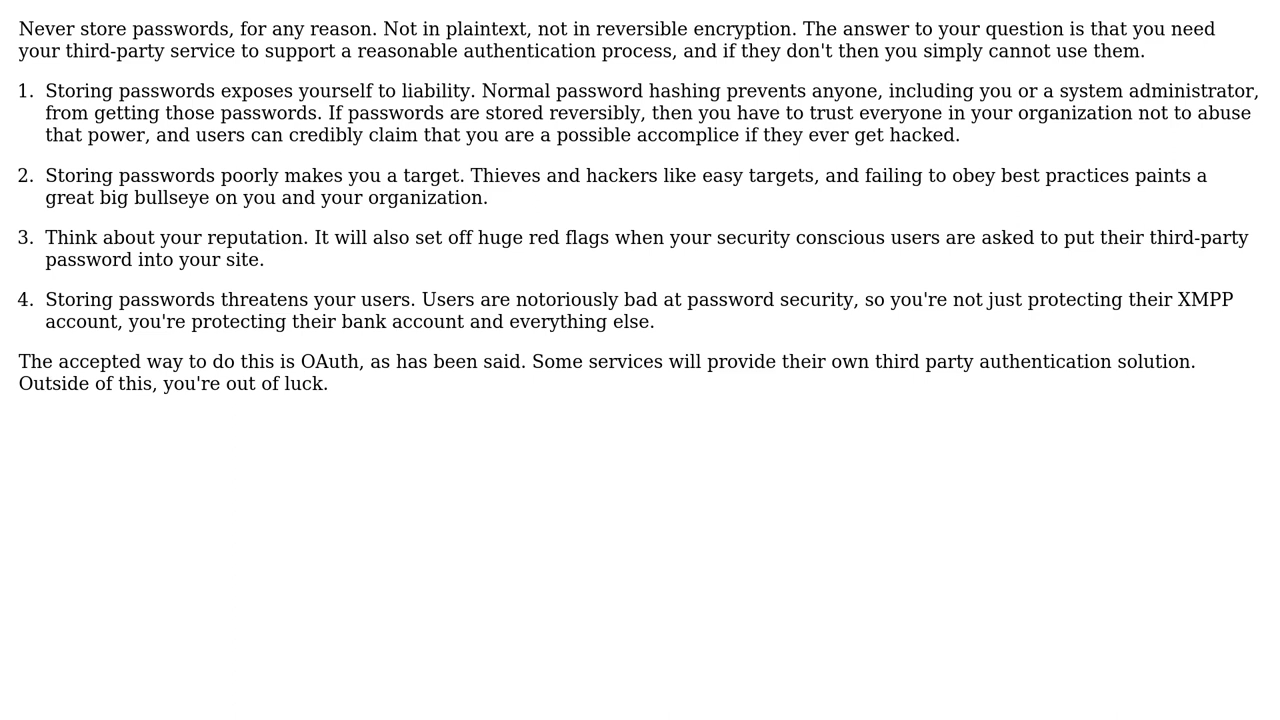 Never store passwords, for any reason. Not in plaintext, not in reversible encryption. The answer to your question is that you need
your third-party service to support a reasonable authentication process, and if they don't then you simply cannot use them.
1. Storing passwords exposes yourself to liability. Normal password hashing prevents anyone, including you or a system administrator,
from getting those passwords. If passwords are stored reversibly, then you have to trust everyone in your organization not to abuse
that power, and users can credibly claim that you are a possible accomplice if they ever get hacked.
2. Storing passwords poorly makes you a target. Thieves and hackers like easy targets, and failing to obey best practices paints a
great big bullseye on you and your organization.
3. Think about your reputation. It will also set off huge red flags when your security conscious users are asked to put their third-party
password into your site.
4. Storing passwords threatens your users. Users are notoriously bad at password security, so you're not just protecting their XMPP
account, you're protecting their bank account and everything else.
The accepted way to do this is OAuth, as has been said. Some services will provide their own third party authentication solution.
Outside of this, you're out of luck.